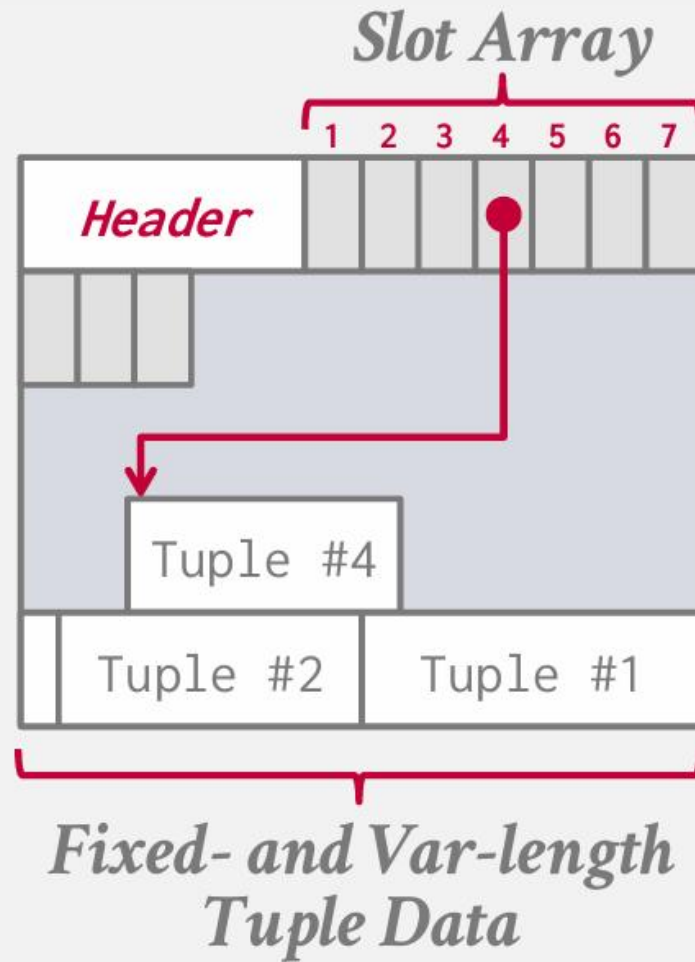 Slot Array
1 2 3 4 5 6 7
Header
Tuple #4
Tuple #2 Tuple #1
Fixed- and Var-length
Tuple Data